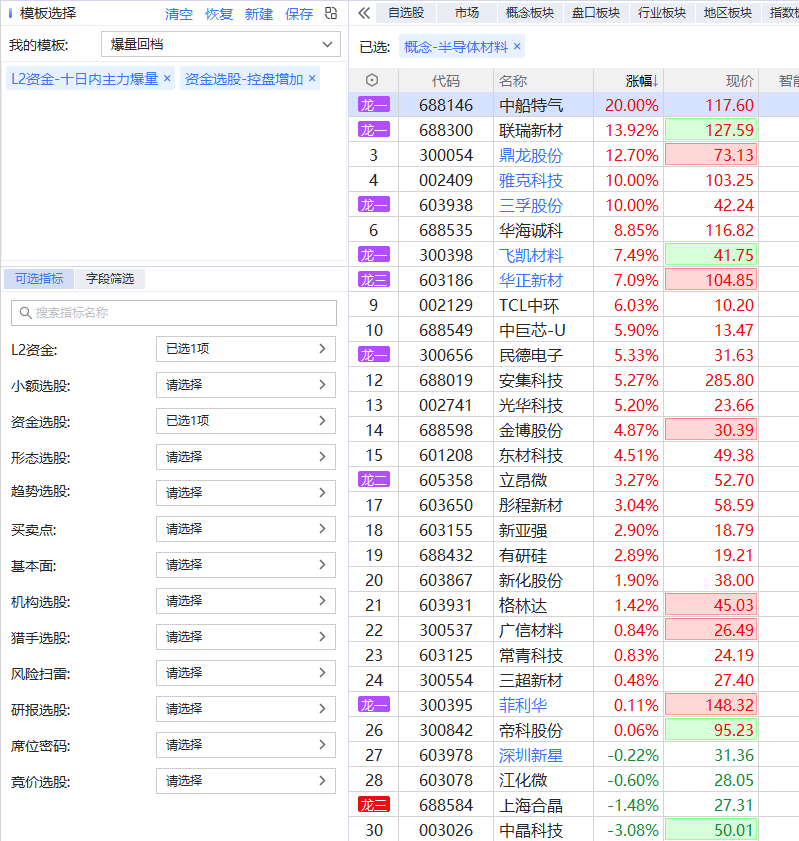 模板选择 清空 恢复 新建 保存
我的模板: 爆量回档
L2资金-十日内主力爆量 × 资金选股-控盘增加 ×
可选指标 字段筛选
搜索指标名称
L2资金: 已选1项
小额选股: 请选择
资金选股: 已选1项
形态选股: 请选择
趋势选股: 请选择
买卖点: 请选择
基本面: 请选择
机构选股: 请选择
猎手选股: 请选择
风险扫雷: 请选择
研报选股: 请选择
席位密码: 请选择
竞价选股: 请选择
自选股 市场 概念板块 盘口板块 行业板块 地区板块 指数
已选: 概念-半导体材料 ×
代码 名称 涨幅↓ 现价 智能
龙一 688146 中船特气 20.00% 117.60
龙一 688300 联瑞新材 13.92% 127.59
3 300054 鼎龙股份 12.70% 73.13
4 002409 雅克科技 10.00% 103.25
龙一 603938 三孚股份 10.00% 42.24
6 688535 华海诚科 8.85% 116.82
龙一 300398 飞凯材料 7.49% 41.75
龙三 603186 华正新材 7.09% 104.85
9 002129 TCL中环 6.03% 10.20
10 688549 中巨芯-U 5.90% 13.47
龙一 300656 民德电子 5.33% 31.63
12 688019 安集科技 5.27% 285.80
13 002741 光华科技 5.20% 23.66
14 688598 金博股份 4.87% 30.39
15 601208 东材科技 4.51% 49.38
龙二 605358 立昂微 3.27% 52.70
17 603650 彤程新材 3.04% 58.59
18 603155 新亚强 2.90% 18.79
19 688432 有研硅 2.89% 19.21
20 603867 新化股份 1.90% 38.00
21 603931 格林达 1.42% 45.03
22 300537 广信材料 0.84% 26.49
23 603125 常青科技 0.83% 24.19
24 300554 三超新材 0.48% 27.40
龙一 300395 菲利华 0.11% 148.32
26 300842 帝科股份 0.06% 95.23
27 603978 深圳新星 -0.22% 31.36
28 603078 江化微 -0.60% 28.05
龙三 688584 上海合晶 -1.48% 27.31
30 003026 中晶科技 -3.08% 50.01